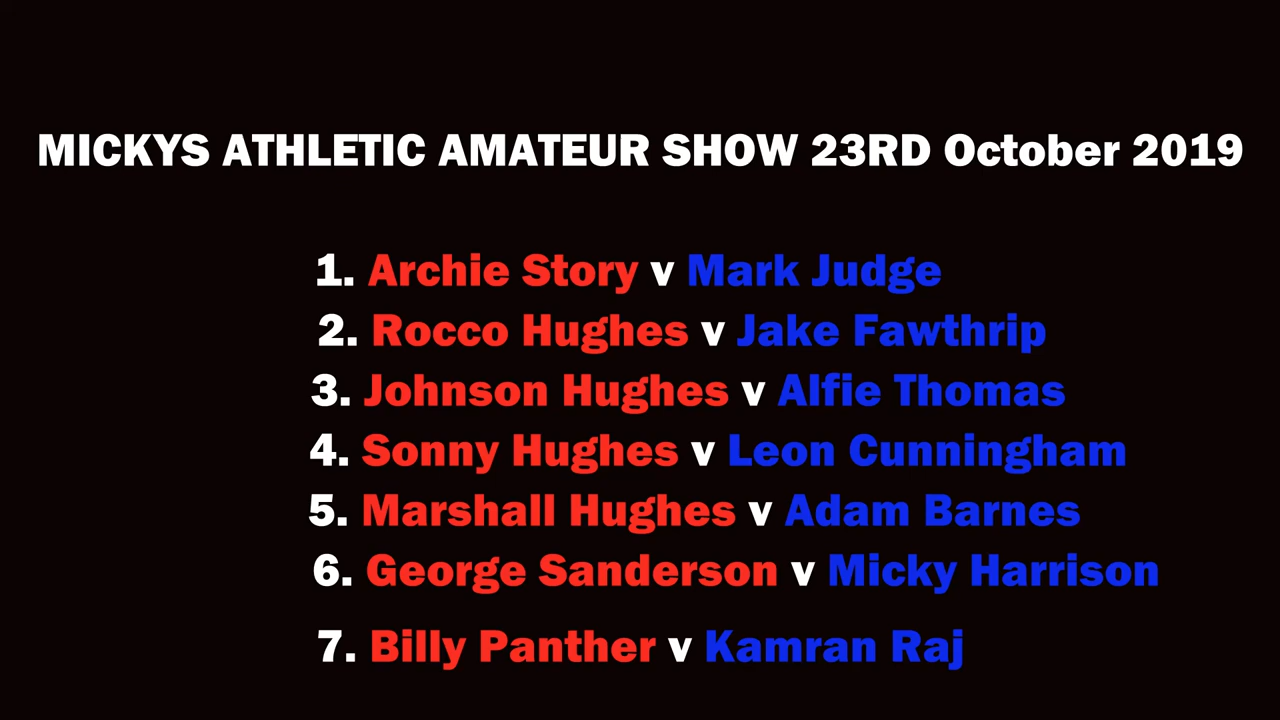 MICKYS ATHLETIC AMATEUR SHOW 23RD October 2019
1. Archie Story v Mark Judge
2. Rocco Hughes v Jake Fawthrip
3. Johnson Hughes v Alfie Thomas
4. Sonny Hughes v Leon Cunningham
5. Marshall Hughes v Adam Barnes
6. George Sanderson v Micky Harrison
7. Billy Panther v Kamran Raj